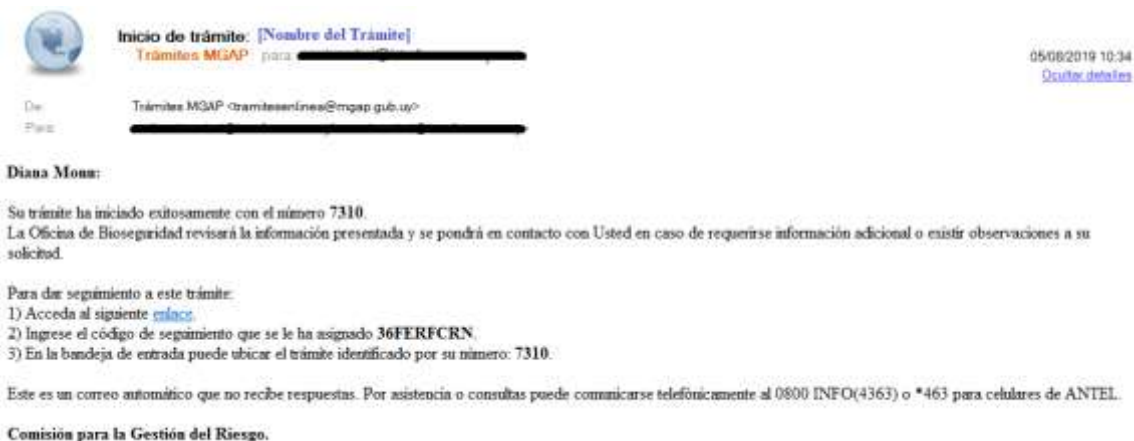 Inicio de trámite: [Nombre del Trámite]
Trámites MGAP para
05/08/2019 10:34
Ocultar detalles
De: Trámites MGAP <tramitesenlinea@mgap.gub.uy>
Para:
Diana Monu:
Su trámite ha iniciado exitosamente con el número 7310.
La Oficina de Bioseguridad revisará la información presentada y se pondrá en contacto con Usted en caso de requerirse información adicional o existir observaciones a su
solicitud.
Para dar seguimiento a este trámite:
1) Acceda al siguiente enlace.
2) Ingrese el código de seguimiento que se le ha asignado 36FERFCRN.
3) En la bandeja de entrada puede ubicar el trámite identificado por su número: 7310.
Este es un correo automático que no recibe respuestas. Por asistencia o consultas puede comunicarse telefónicamente al 0800 INFO(4363) o *463 para celulares de ANTEL.
Comisión para la Gestión del Riesgo.